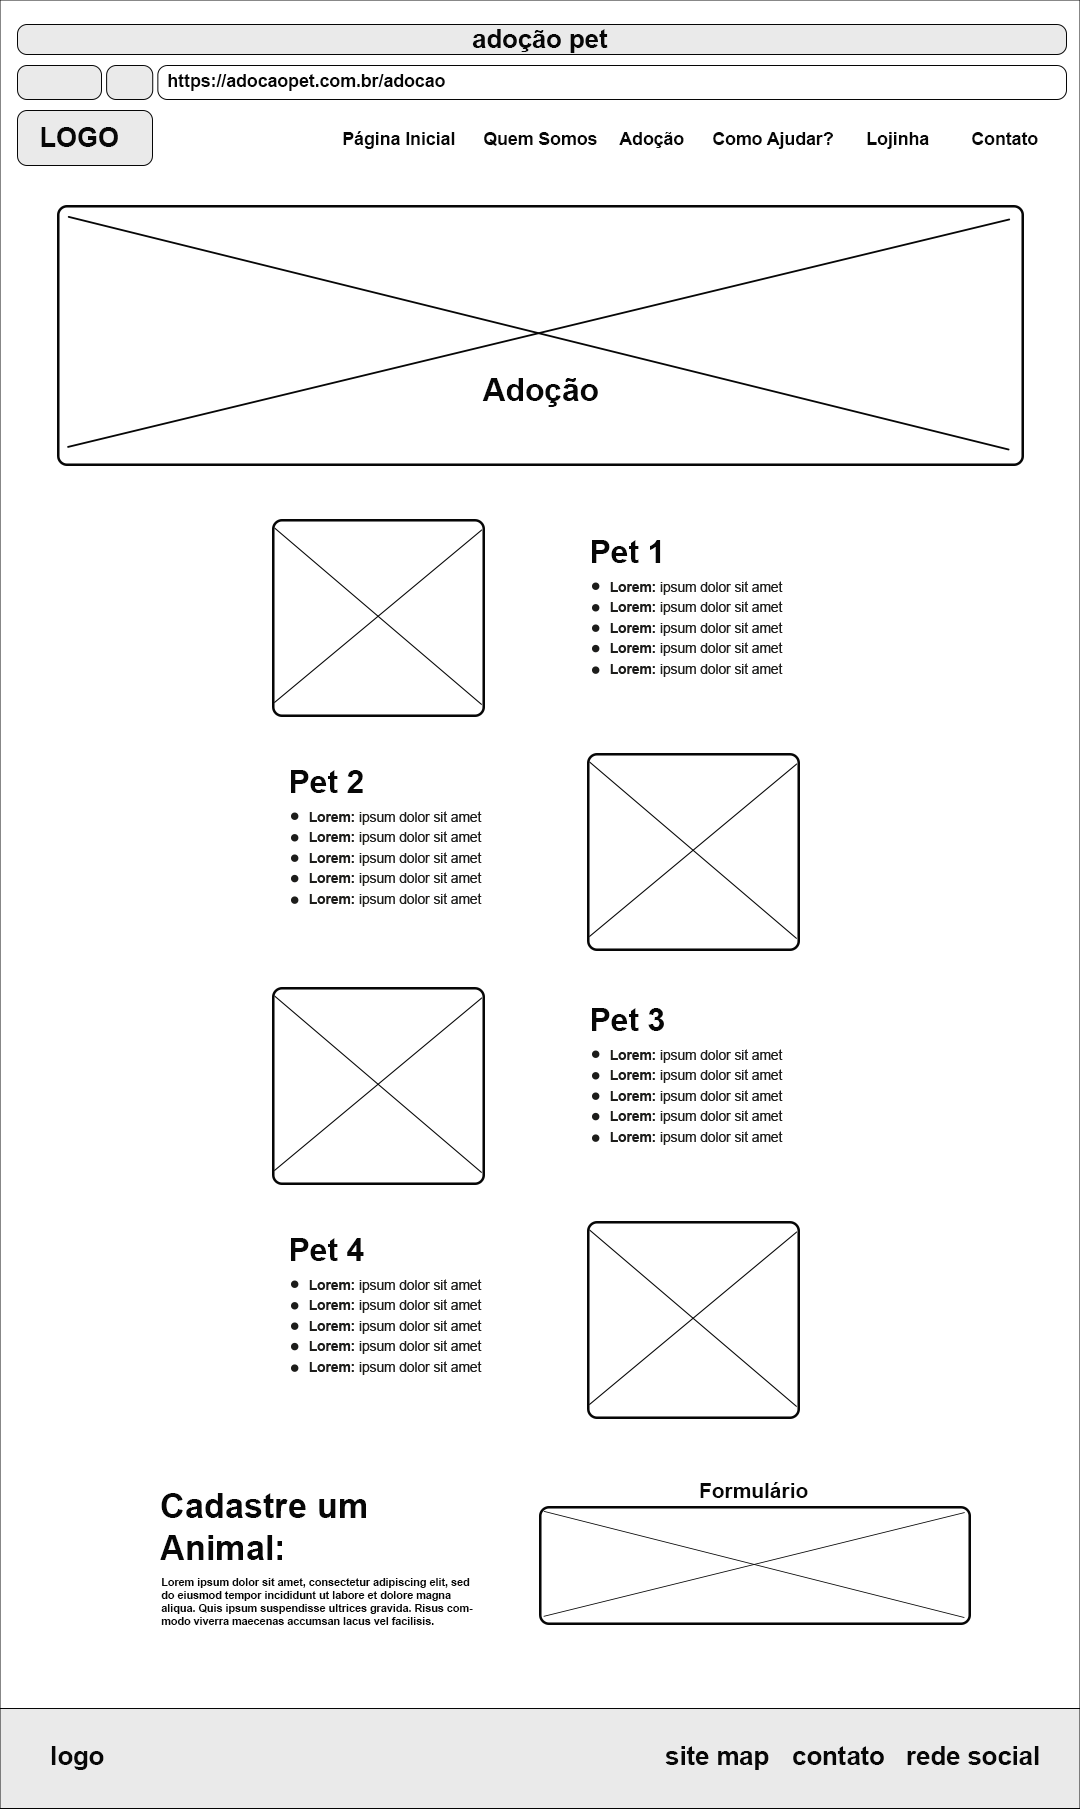 adoção pet
https://adocaopet.com.br/adocao
LOGO
Página Inicial
Quem Somos
Adoção
Como Ajudar?
Lojinha
Contato
Adoção
Pet 1
Lorem: ipsum dolor sit amet
Lorem: ipsum dolor sit amet
Lorem: ipsum dolor sit amet
Lorem: ipsum dolor sit amet
Lorem: ipsum dolor sit amet
Pet 2
Lorem: ipsum dolor sit amet
Lorem: ipsum dolor sit amet
Lorem: ipsum dolor sit amet
Lorem: ipsum dolor sit amet
Lorem: ipsum dolor sit amet
Pet 3
Lorem: ipsum dolor sit amet
Lorem: ipsum dolor sit amet
Lorem: ipsum dolor sit amet
Lorem: ipsum dolor sit amet
Lorem: ipsum dolor sit amet
Pet 4
Lorem: ipsum dolor sit amet
Lorem: ipsum dolor sit amet
Lorem: ipsum dolor sit amet
Lorem: ipsum dolor sit amet
Lorem: ipsum dolor sit amet
Cadastre um
Animal:
Lorem ipsum dolor sit amet, consectetur adipiscing elit, sed
do eiusmod tempor incididunt ut labore et dolore magna
aliqua. Quis ipsum suspendisse ultrices gravida. Risus com-
modo viverra maecenas accumsan lacus vel facilisis.
Formulário
logo
site map
contato
rede social